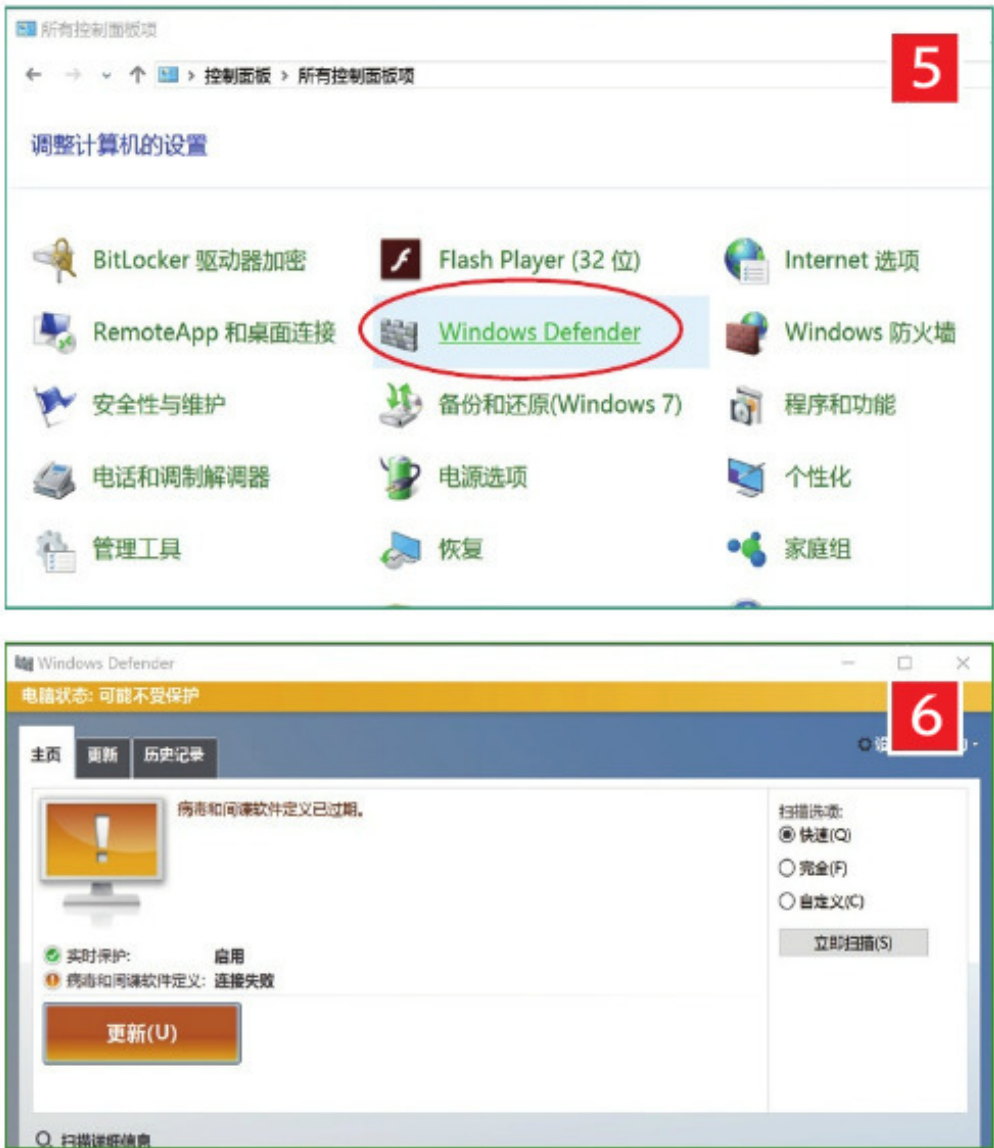 所有控制面板项
控制面板 › 所有控制面板项
5
调整计算机的设置
BitLocker 驱动器加密
Flash Player (32 位)
Internet 选项
RemoteApp 和桌面连接
Windows Defender
Windows 防火墙
安全性与维护
备份和还原(Windows 7)
程序和功能
电话和调制解调器
电源选项
个性化
管理工具
恢复
家庭组
Windows Defender
电脑状态: 可能不受保护
6
主页
更新
历史记录
病毒和间谍软件定义已过期。
扫描选项:
快速(Q)
完全(F)
自定义(C)
立即扫描(S)
实时保护: 启用
病毒和间谍软件定义: 连接失败
更新(U)
扫描详细信息